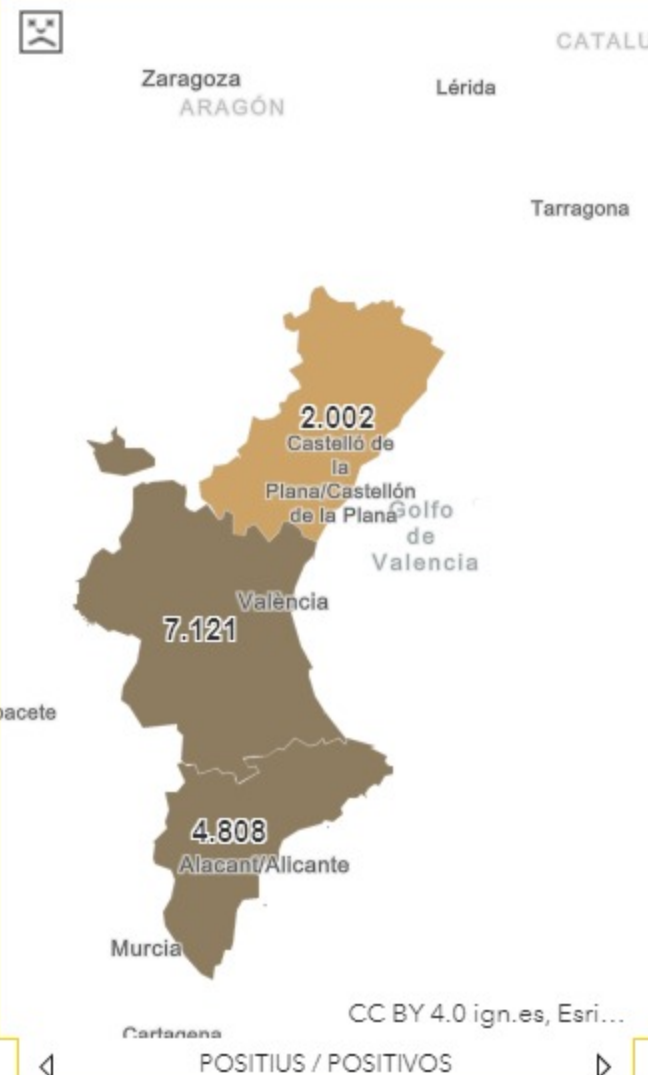 CATALU
Zaragoza
Lérida
ARAGÓN
Tarragona
2.002
Castelló de
la
Plana/Castellón
de la Plana
Golfo
de
Valencia
València
7.121
bacete
4.808
Alacant/Alicante
Murcia
CC BY 4.0 ign.es, Esri...
Cartagena
POSITIUS / POSITIVOS